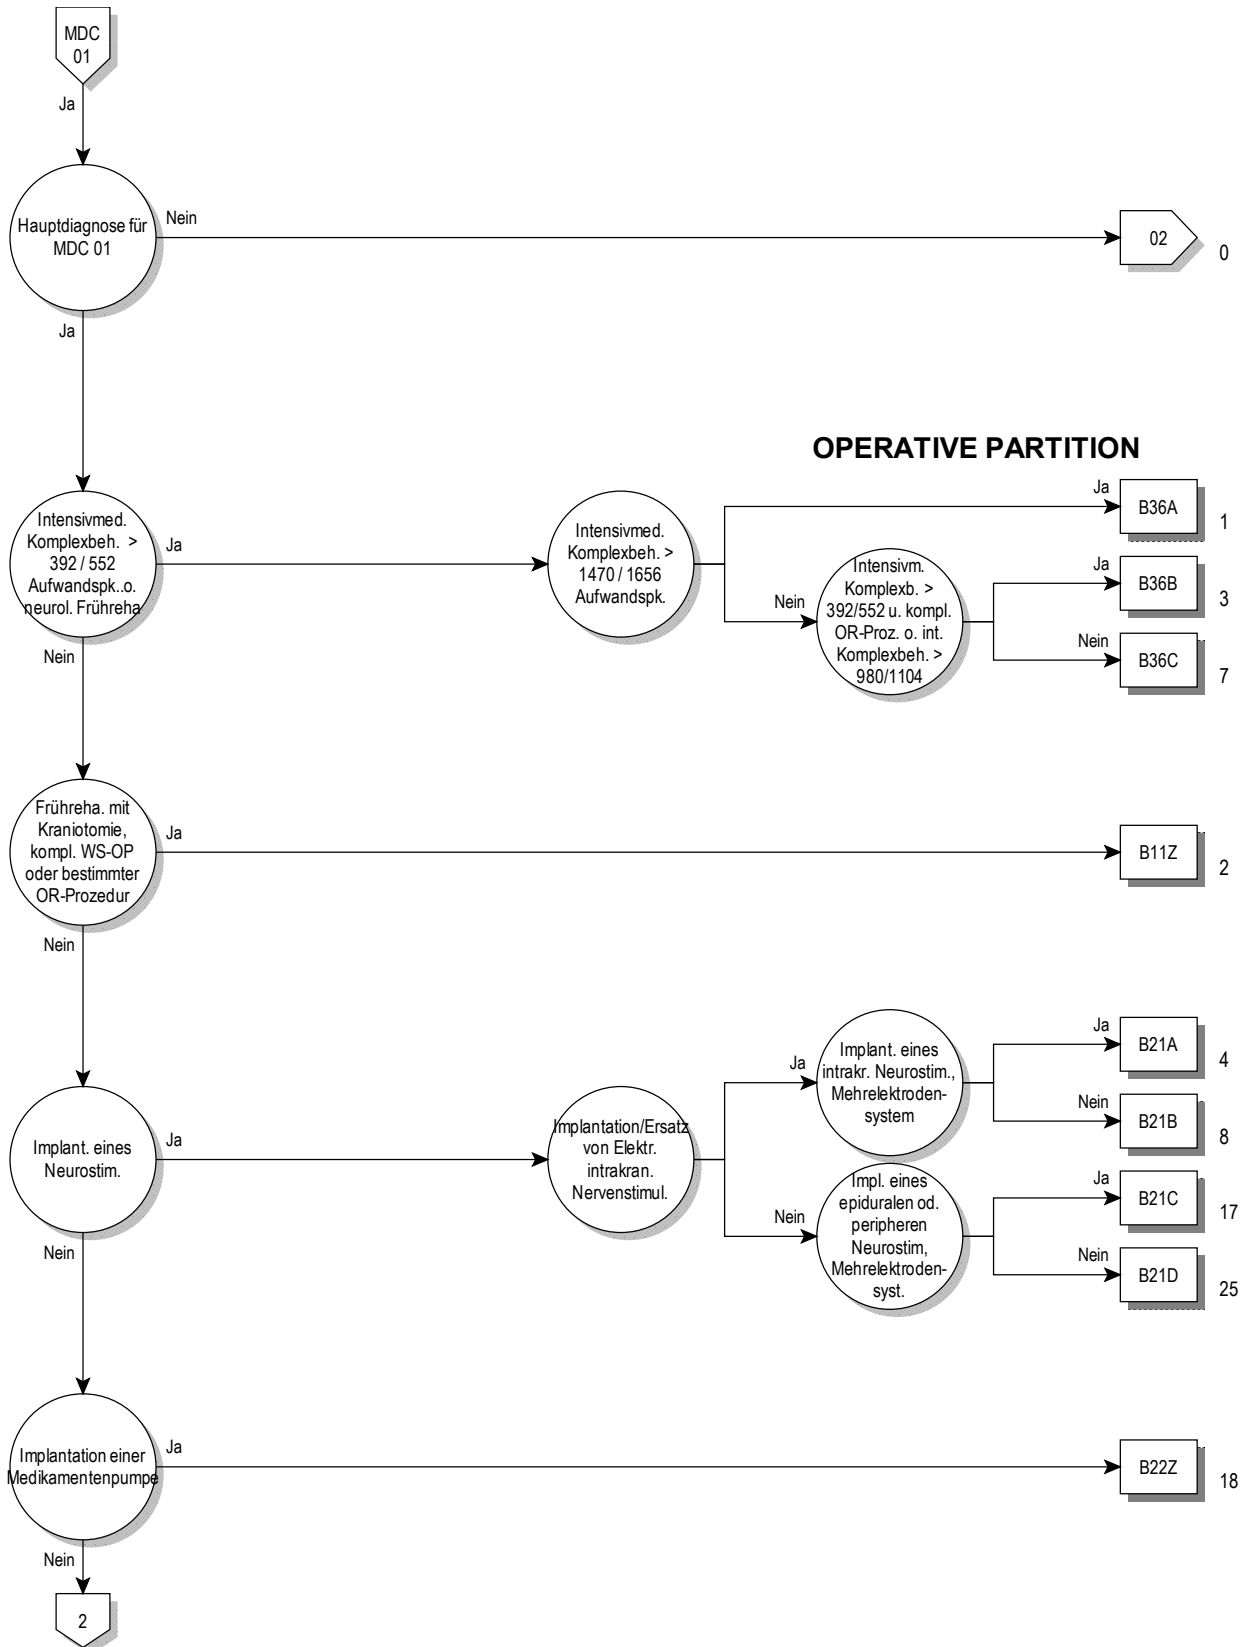 MDC
01
Ja
Hauptdiagnose für
MDC 01
Nein
02
0
Ja
OPERATIVE PARTITION
Intensivmed.
Komplexbeh. >
392 / 552
Aufwandspk..o.
neurol. Frühreha
Ja
Intensivmed.
Komplexbeh. >
1470 / 1656
Aufwandspk.
Ja
B36A
1
Nein
Intensivm.
Komplexb. >
392/552 u. kompl.
OR-Proz. o. int.
Komplexbeh. >
980/1104
Ja
B36B
3
Nein
B36C
7
Nein
Frühreha. mit
Kraniotomie,
kompl. WS-OP
oder bestimmter
OR-Prozedur
Ja
B11Z
2
Nein
Implant. eines
Neurostim.
Ja
Implantation/Ersatz
von Elektr.
intrakran.
Nervenstimul.
Ja
Implant. eines
intrakr. Neurostim.,
Mehrelektroden-
system
Ja
B21A
4
Nein
B21B
8
Nein
Impl. eines
epiduralen od.
peripheren
Neurostim,
Mehrelektroden-
syst.
Ja
B21C
17
Nein
B21D
25
Nein
Implantation einer
Medikamentenpumpe
Ja
B22Z
18
Nein
2